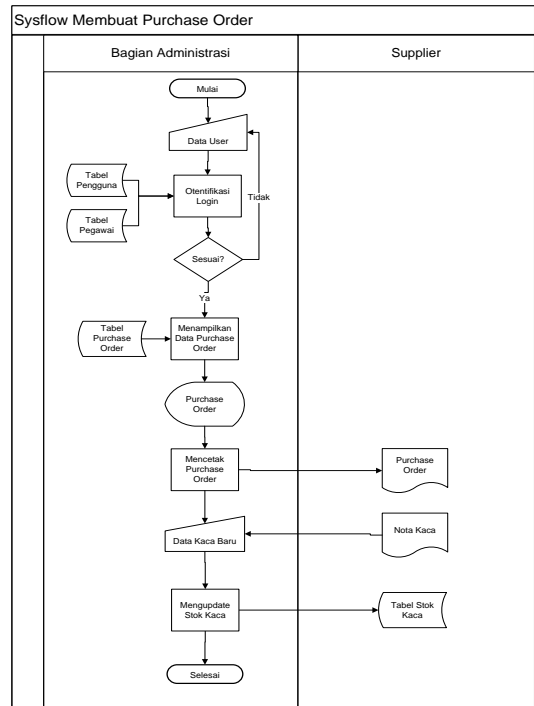 Sysflow Membuat Purchase Order
Bagian Administrasi
Supplier
Mulai
Data User
Tabel
Pengguna
Otentifikasi
Login
Tidak
Tabel
Pegawai
Sesuai?
Ya
Tabel
Purchase
Order
Menampilkan
Data Purchase
Order
Purchase
Order
Mencetak
Purchase
Order
Purchase
Order
Data Kaca Baru
Nota Kaca
Mengupdate
Stok Kaca
Tabel Stok
Kaca
Selesai